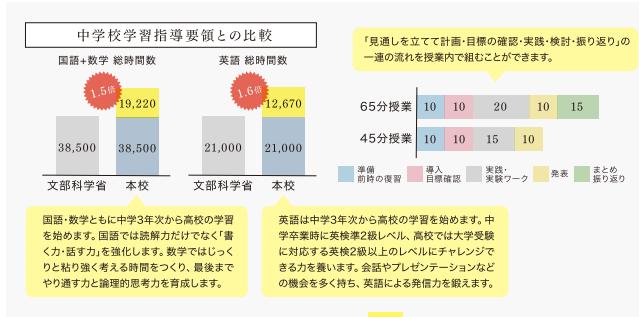 中学校学習指導要領との比較
国語+数学 総時間数
1.5倍
19,220
38,500
38,500
文部科学省
本校
英語 総時間数
1.6倍
12,670
21,000
21,000
文部科学省
本校
国語・数学ともに中学3年次から高校の学習
を始めます。国語では読解力だけでなく「書
く力・話す力」を強化します。数学ではじっく
りと粘り強く考える時間をつくり、最後まで
やり通す力と論理的思考力を育成します。
英語は中学3年次から高校の学習を始めます。中
学卒業時に英検準2級レベル、高校では大学受験
に対応する英検2級以上のレベルにチャレンジで
きる力を養います。会話やプレゼンテーションなど
の機会を多く持ち、英語による発信力を鍛えます。
「見通しを立てて計画・目標の確認・実践・検討・振り返り」の
一連の流れを授業内で組むことができます。
65分授業 10 10 20 10 15
45分授業 10 10 15 10
準備
前時の復習
導入
目標確認
実践・
実験ワーク
発表
まとめ
振り返り